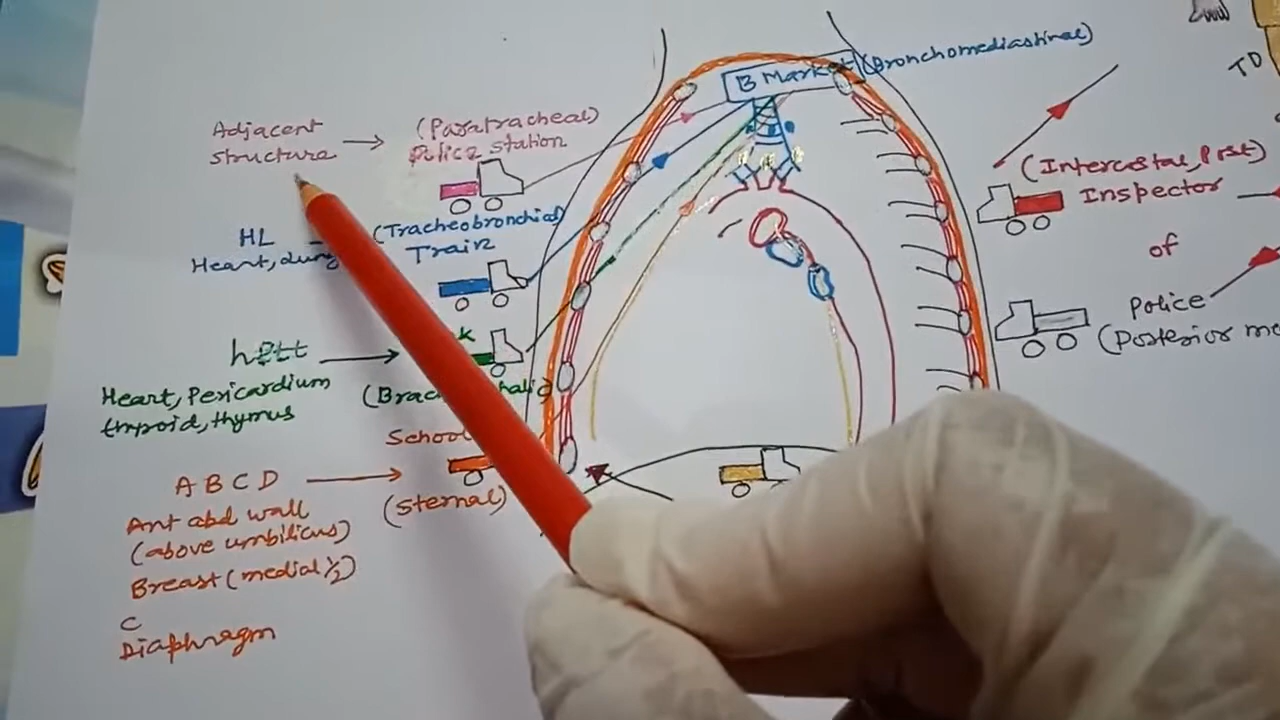 Adjacent
structure
(Paratracheal)
Police station
B Market (Bronchomediastinal)
HL
Heart, Lung
(Tracheobronchial)
Train
hPtt
Heart, Pericardium
thyroid, thymus
k
School
A B C D
(Sternal)
Ant abd wall
(above umbilicus)
Breast (medial ½)
C
Diaphragm
TD
(Intercostal, Post)
Inspector
of
Police
(Posterior